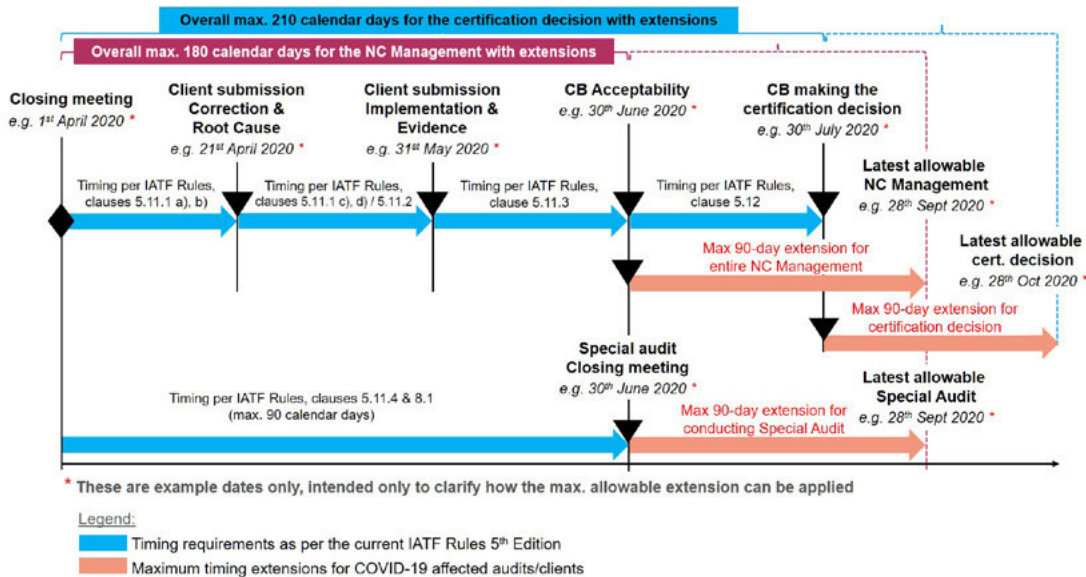 Overall max. 210 calendar days for the certification decision with extensions
Overall max. 180 calendar days for the NC Management with extensions
Closing meeting
e.g. 1st April 2020 *
Client submission
Correction &
Root Cause
e.g. 21st April 2020 *
Client submission
Implementation &
Evidence
e.g. 31st May 2020 *
CB Acceptability
e.g. 30th June 2020 *
CB making the
certification decision
e.g. 30th July 2020 *
Latest allowable
NC Management
e.g. 28th Sept 2020 *
Latest allowable
cert. decision
e.g. 28th Oct 2020 *
Timing per IATF Rules,
clauses 5.11.1 a), b)
Timing per IATF Rules,
clauses 5.11.1 c), d) / 5.11.2
Timing per IATF Rules,
clause 5.11.3
Timing per IATF Rules,
clause 5.12
Max 90-day extension for
entire NC Management
Max 90-day extension for
certification decision
Special audit
Closing meeting
e.g. 30th June 2020 *
Latest allowable
Special Audit
e.g. 28th Sept 2020 *
Timing per IATF Rules, clauses 5.11.4 & 8.1
(max. 90 calendar days)
Max 90-day extension for
conducting Special Audit
* These are example dates only, intended only to clarify how the max. allowable extension can be applied
Legend:
Timing requirements as per the current IATF Rules 5th Edition
Maximum timing extensions for COVID-19 affected audits/clients